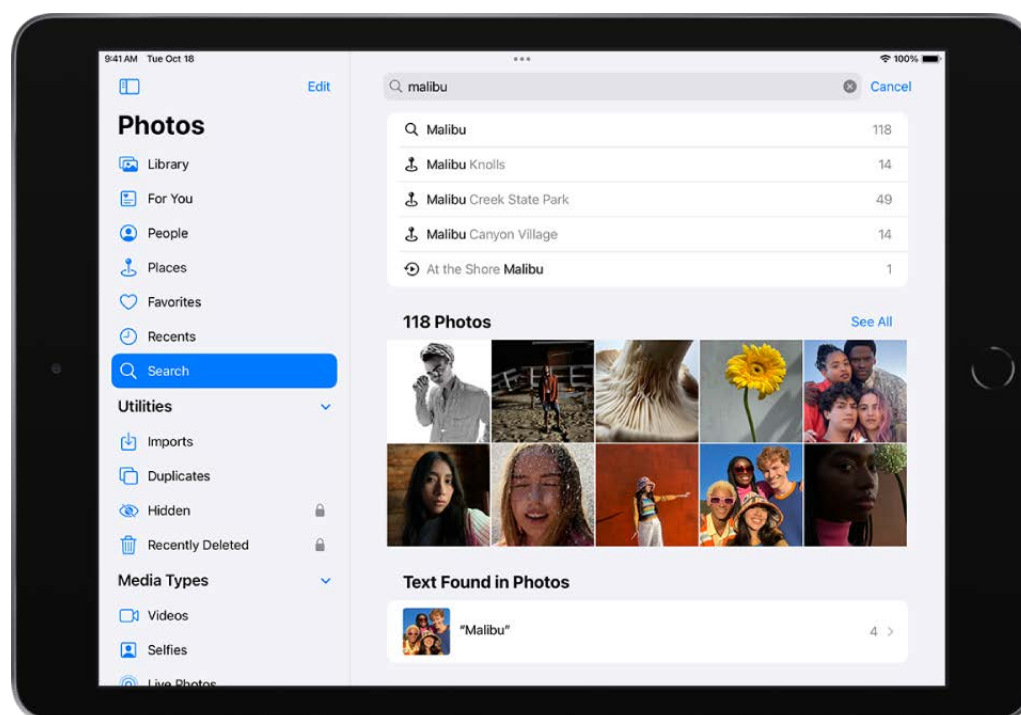 9:41 AM Tue Oct 18
100%
Edit
Photos
Library
For You
People
Places
Favorites
Recents
Search
Utilities
Imports
Duplicates
Hidden
Recently Deleted
Media Types
Videos
Selfies
Live Photos
malibu
Cancel
Malibu 118
Malibu Knolls 14
Malibu Creek State Park 49
Malibu Canyon Village 14
At the Shore Malibu 1
118 Photos See All
Text Found in Photos
"Malibu" 4